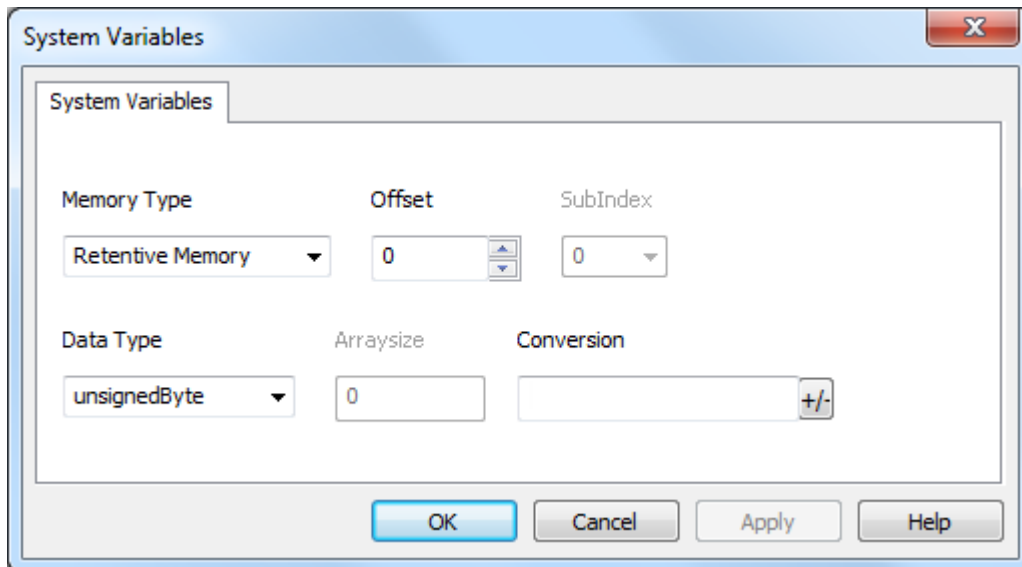 System Variables
System Variables
Memory Type Offset SubIndex
Retentive Memory 0 0
Data Type Arraysize Conversion
unsignedByte 0 +/-
OK Cancel Apply Help